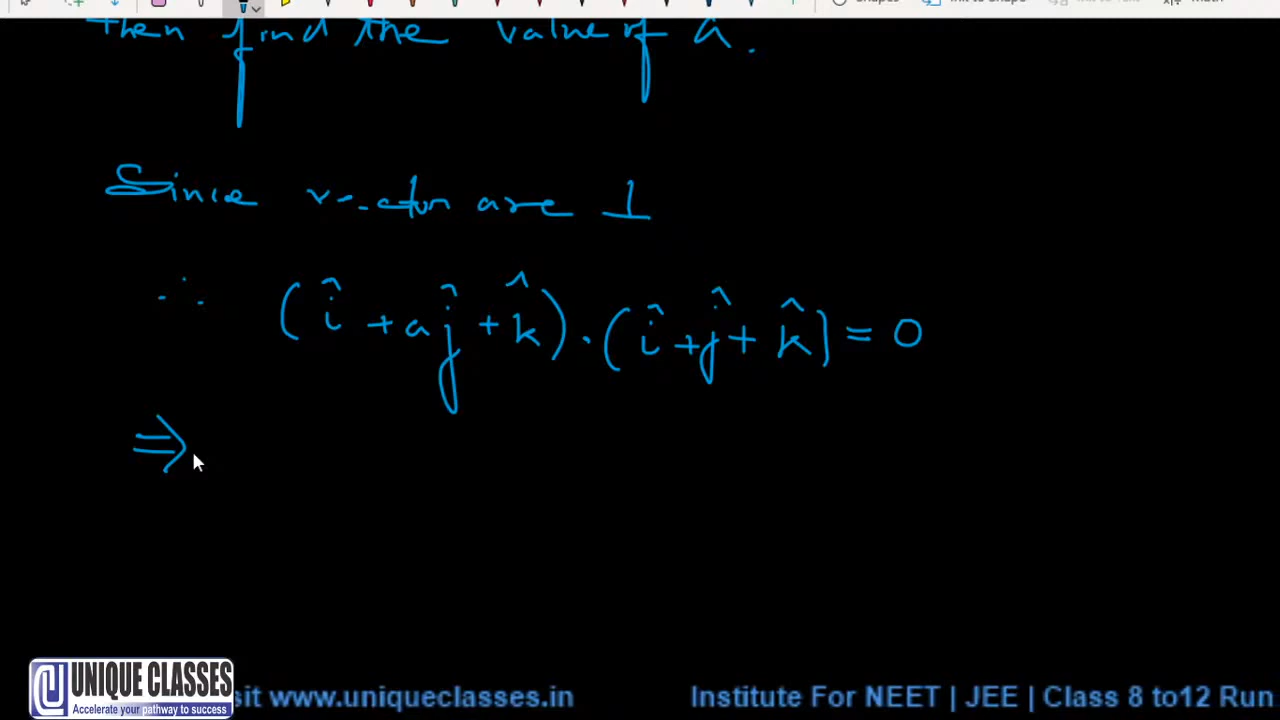 then find the value of a.
Since vector are ⊥
∴ (î + aĵ + k̂) · (î + ĵ + k̂) = 0
⇒
UNIQUE CLASSES
Accelerate your pathway to success
sit www.uniqueclasses.in Institute For NEET | JEE | Class 8 to12 Run